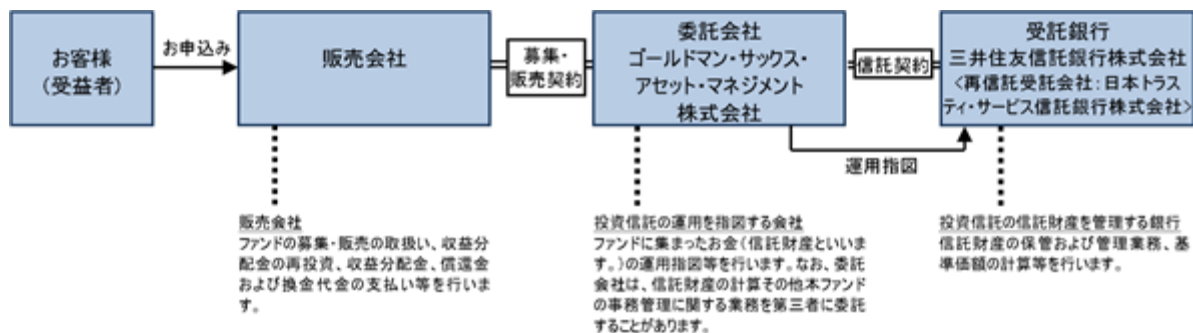 お客様
(受益者)
お申込み
販売会社
募集・
販売契約
委託会社
ゴールドマン・サックス・
アセット・マネジメント
株式会社
信託契約
受託銀行
三井住友信託銀行株式会社
<再信託受託会社:日本トラス
ティ・サービス信託銀行株式会社>
運用指図
販売会社
ファンドの募集・販売の取扱い、収益分
配金の再投資、収益分配金、償還金
および換金代金の支払い等を行いま
す。
投資信託の運用を指図する会社
ファンドに集まったお金(信託財産といいま
す。)の運用指図等を行います。なお、委託
会社は、信託財産の計算その他本ファンド
の事務管理に関する業務を第三者に委託
することがあります。
投資信託の信託財産を管理する銀行
信託財産の保管および管理業務、基
準価額の計算等を行います。